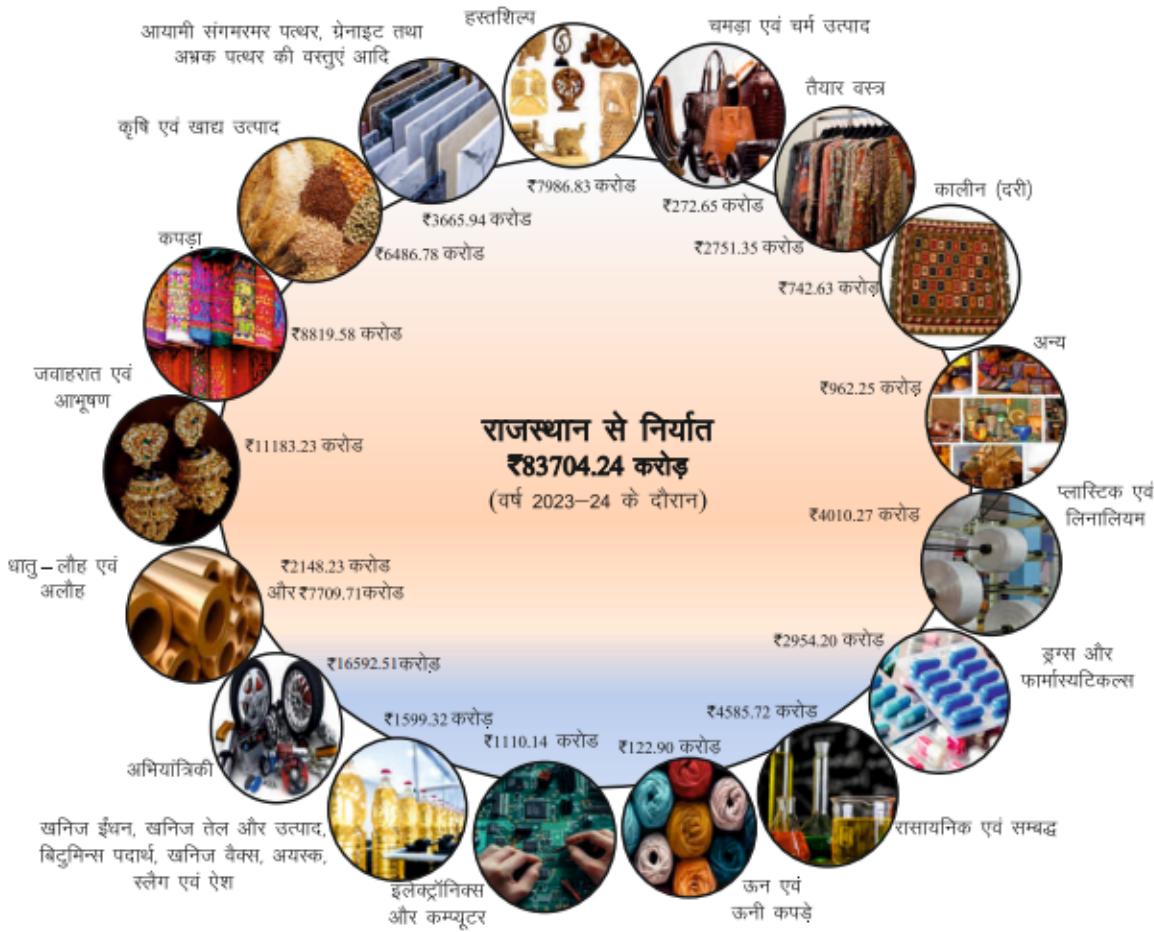 हस्तशिल्प
₹7986.83 करोड
चमड़ा एवं चर्म उत्पाद
₹272.65 करोड
तैयार वस्त्र
₹2751.35 करोड
कालीन (दरी)
₹742.63 करोड़
अन्य
₹962.25 करोड़
प्लास्टिक एवं
लिनालियम
₹4010.27 करोड़
ड्रग्स और
फार्मास्यटिकल्स
₹2954.20 करोड़
रासायनिक एवं सम्बद्ध
₹4585.72 करोड
ऊन एवं
ऊनी कपड़े
₹122.90 करोड
इलेक्ट्रॉनिक्स
और कम्प्यूटर
₹1110.14 करोड
खनिज ईंधन, खनिज तेल और उत्पाद,
बिटुमिन्स पदार्थ, खनिज वैक्स, अयस्क,
स्लैग एवं ऐश
₹1599.32 करोड़
अभियांत्रिकी
₹16592.51करोड़
धातु–लौह एवं
अलौह
₹2148.23 करोड
और ₹7709.71करोड
जवाहरात एवं
आभूषण
₹11183.23 करोड
कपड़ा
₹8819.58 करोड
कृषि एवं खाद्य उत्पाद
₹6486.78 करोड
आयामी संगमरमर पत्थर, ग्रेनाइट तथा
अभ्रक पत्थर की वस्तुएं आदि
₹3665.94 करोड
राजस्थान से निर्यात
₹83704.24 करोड़
(वर्ष 2023–24 के दौरान)